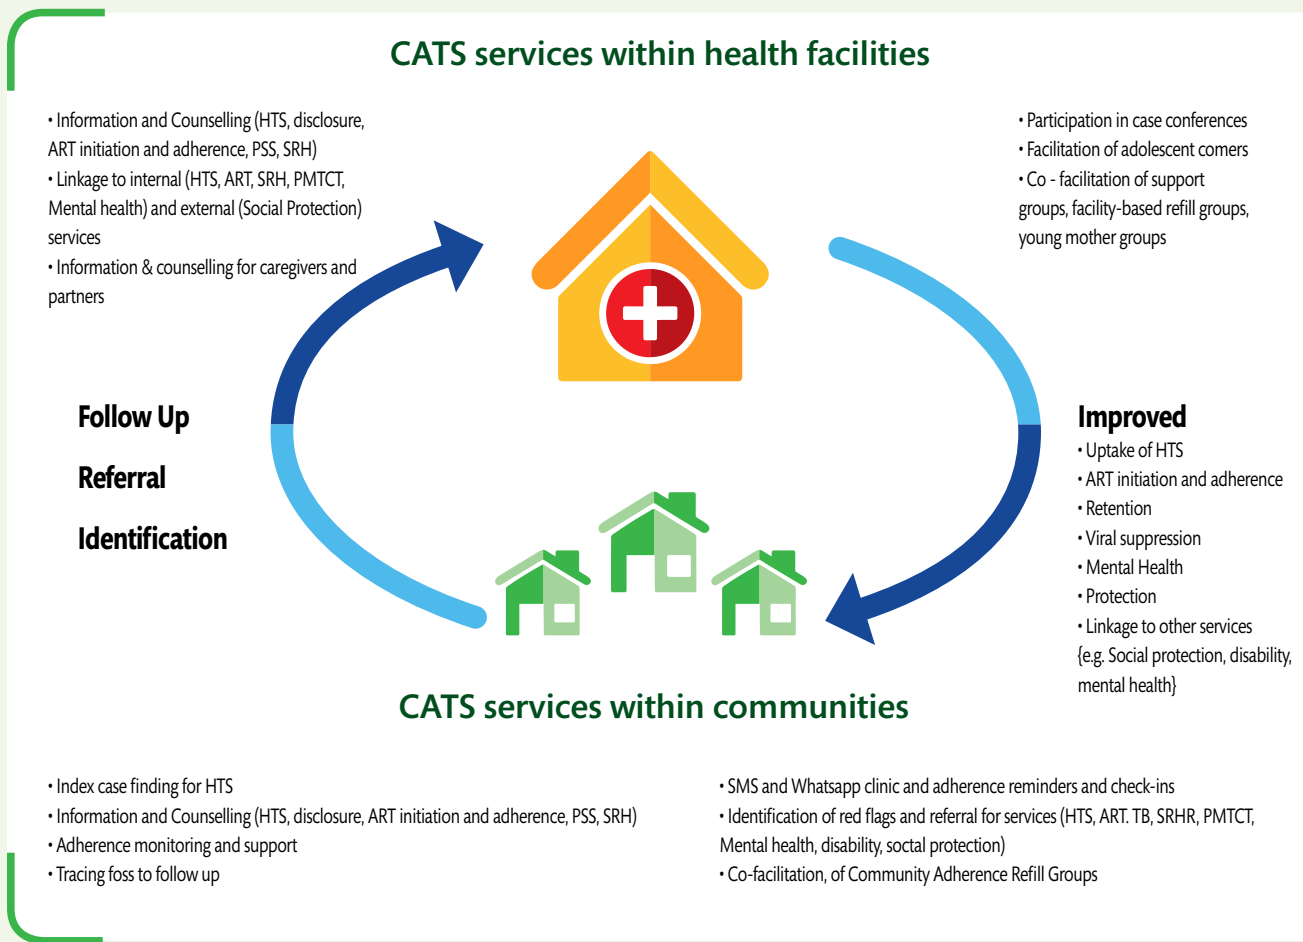 CATS services within health facilities
• Information and Counselling (HTS, disclosure,
ART initiation and adherence, PSS, SRH)
• Linkage to internal (HTS, ART, SRH, PMTCT,
Mental health) and external (Social Protection)
services
• Information & counselling for caregivers and
partners
• Participation in case conferences
• Facilitation of adolescent comers
• Co - facilitation of support
groups, facility-based refill groups,
young mother groups
Follow Up
Referral
Identification
Improved
• Uptake of HTS
• ART initiation and adherence
• Retention
• Viral suppression
• Mental Health
• Protection
• Linkage to other services
{e.g. Social protection, disability,
mental health}
CATS services within communities
• Index case finding for HTS
• Information and Counselling (HTS, disclosure, ART initiation and adherence, PSS, SRH)
• Adherence monitoring and support
• Tracing foss to follow up
• SMS and Whatsapp clinic and adherence reminders and check-ins
• Identification of red flags and referral for services (HTS, ART. TB, SRHR, PMTCT,
Mental health, disability, soctal protection)
• Co-facilitation, of Community Adherence Refill Groups